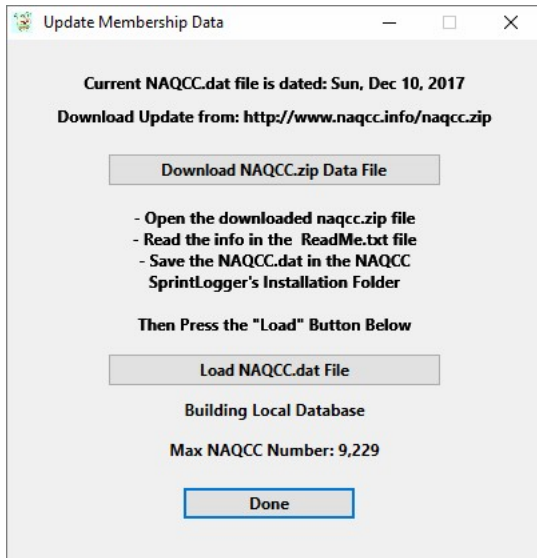 Update Membership Data
Current NAQCC.dat file is dated: Sun, Dec 10, 2017
Download Update from: http://www.naqcc.info/naqcc.zip
Download NAQCC.zip Data File
- Open the downloaded naqcc.zip file
- Read the info in the ReadMe.txt file
- Save the NAQCC.dat in the NAQCC
SprintLogger's Installation Folder
Then Press the "Load" Button Below
Load NAQCC.dat File
Building Local Database
Max NAQCC Number: 9,229
Done